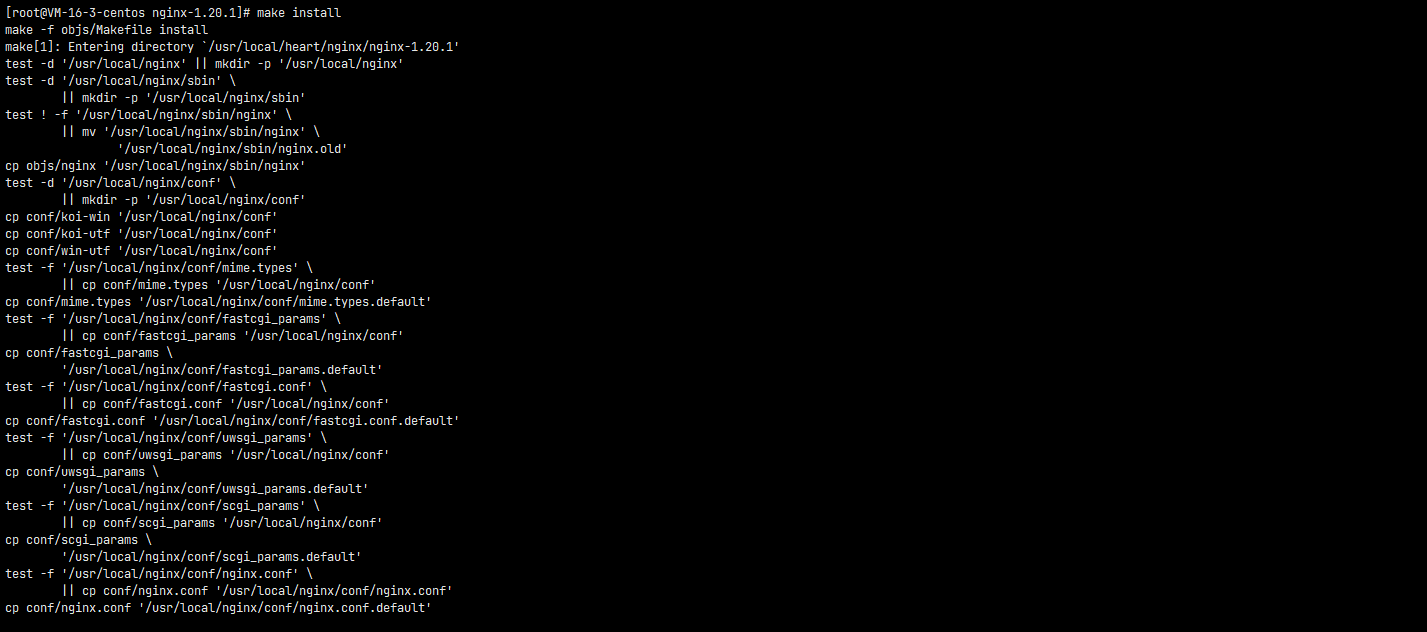 [root@VM-16-3-centos nginx-1.20.1]# make install
make -f objs/Makefile install
make[1]: Entering directory `/usr/local/heart/nginx/nginx-1.20.1'
test -d '/usr/local/nginx' || mkdir -p '/usr/local/nginx'
test -d '/usr/local/nginx/sbin' \
        || mkdir -p '/usr/local/nginx/sbin'
test ! -f '/usr/local/nginx/sbin/nginx' \
        || mv '/usr/local/nginx/sbin/nginx' \
                '/usr/local/nginx/sbin/nginx.old'
cp objs/nginx '/usr/local/nginx/sbin/nginx'
test -d '/usr/local/nginx/conf' \
        || mkdir -p '/usr/local/nginx/conf'
cp conf/koi-win '/usr/local/nginx/conf'
cp conf/koi-utf '/usr/local/nginx/conf'
cp conf/win-utf '/usr/local/nginx/conf'
test -f '/usr/local/nginx/conf/mime.types' \
        || cp conf/mime.types '/usr/local/nginx/conf'
cp conf/mime.types '/usr/local/nginx/conf/mime.types.default'
test -f '/usr/local/nginx/conf/fastcgi_params' \
        || cp conf/fastcgi_params '/usr/local/nginx/conf'
cp conf/fastcgi_params \
        '/usr/local/nginx/conf/fastcgi_params.default'
test -f '/usr/local/nginx/conf/fastcgi.conf' \
        || cp conf/fastcgi.conf '/usr/local/nginx/conf'
cp conf/fastcgi.conf '/usr/local/nginx/conf/fastcgi.conf.default'
test -f '/usr/local/nginx/conf/uwsgi_params' \
        || cp conf/uwsgi_params '/usr/local/nginx/conf'
cp conf/uwsgi_params \
        '/usr/local/nginx/conf/uwsgi_params.default'
test -f '/usr/local/nginx/conf/scgi_params' \
        || cp conf/scgi_params '/usr/local/nginx/conf'
cp conf/scgi_params \
        '/usr/local/nginx/conf/scgi_params.default'
test -f '/usr/local/nginx/conf/nginx.conf' \
        || cp conf/nginx.conf '/usr/local/nginx/conf/nginx.conf'
cp conf/nginx.conf '/usr/local/nginx/conf/nginx.conf.default'